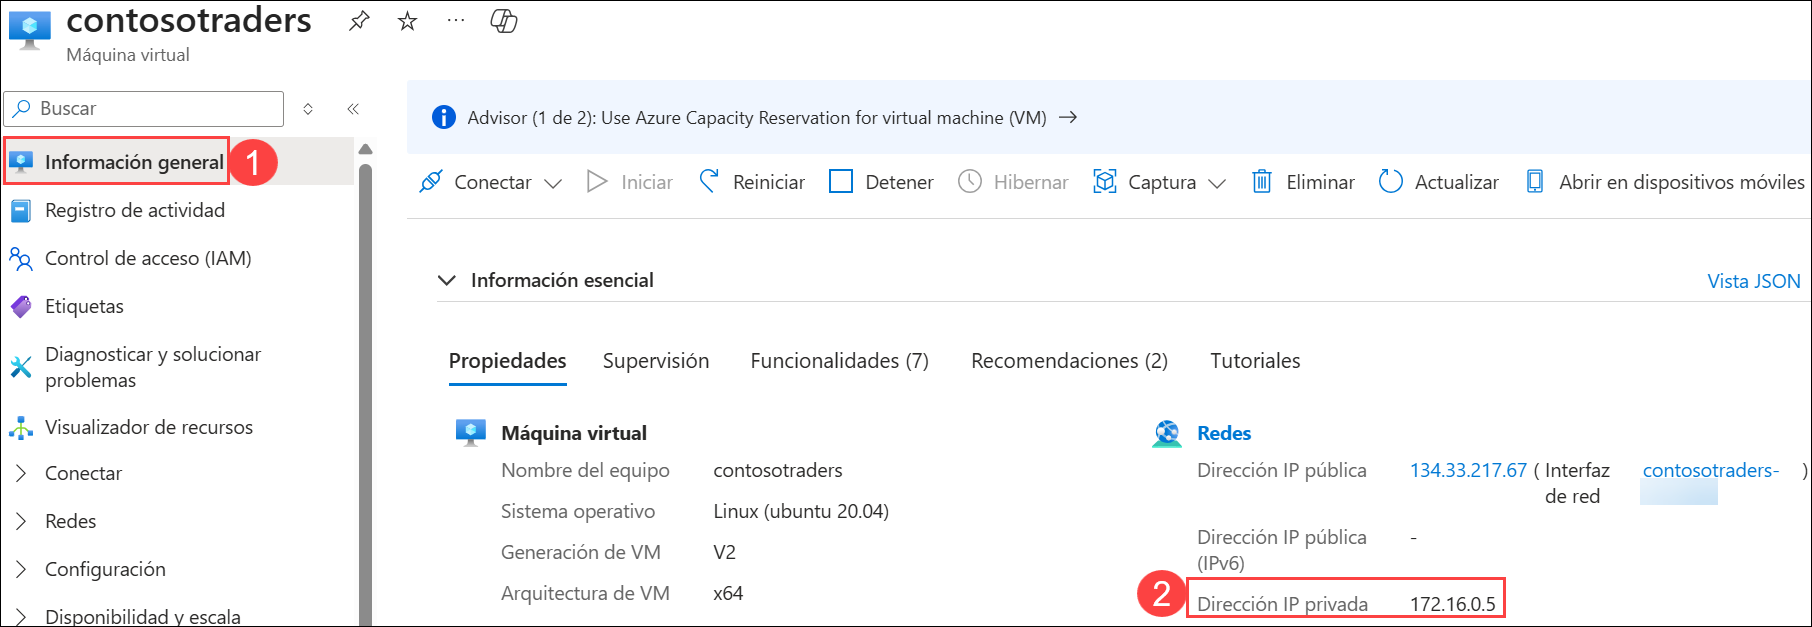 contosotraders
Máquina virtual
Buscar
Información general
1
Registro de actividad
Control de acceso (IAM)
Etiquetas
Diagnosticar y solucionar
problemas
Visualizador de recursos
Conectar
Redes
Configuración
Disponibilidad y escala
Advisor (1 de 2): Use Azure Capacity Reservation for virtual machine (VM) →
Conectar Iniciar Reiniciar Detener Hibernar Captura Eliminar Actualizar Abrir en dispositivos móviles
Información esencial
Vista JSON
Propiedades Supervisión Funcionalidades (7) Recomendaciones (2) Tutoriales
Máquina virtual
Nombre del equipo contosotraders
Sistema operativo Linux (ubuntu 20.04)
Generación de VM V2
Arquitectura de VM x64
Redes
Dirección IP pública 134.33.217.67 ( Interfaz contosotraders- )
de red
Dirección IP pública -
(IPv6)
2
Dirección IP privada 172.16.0.5